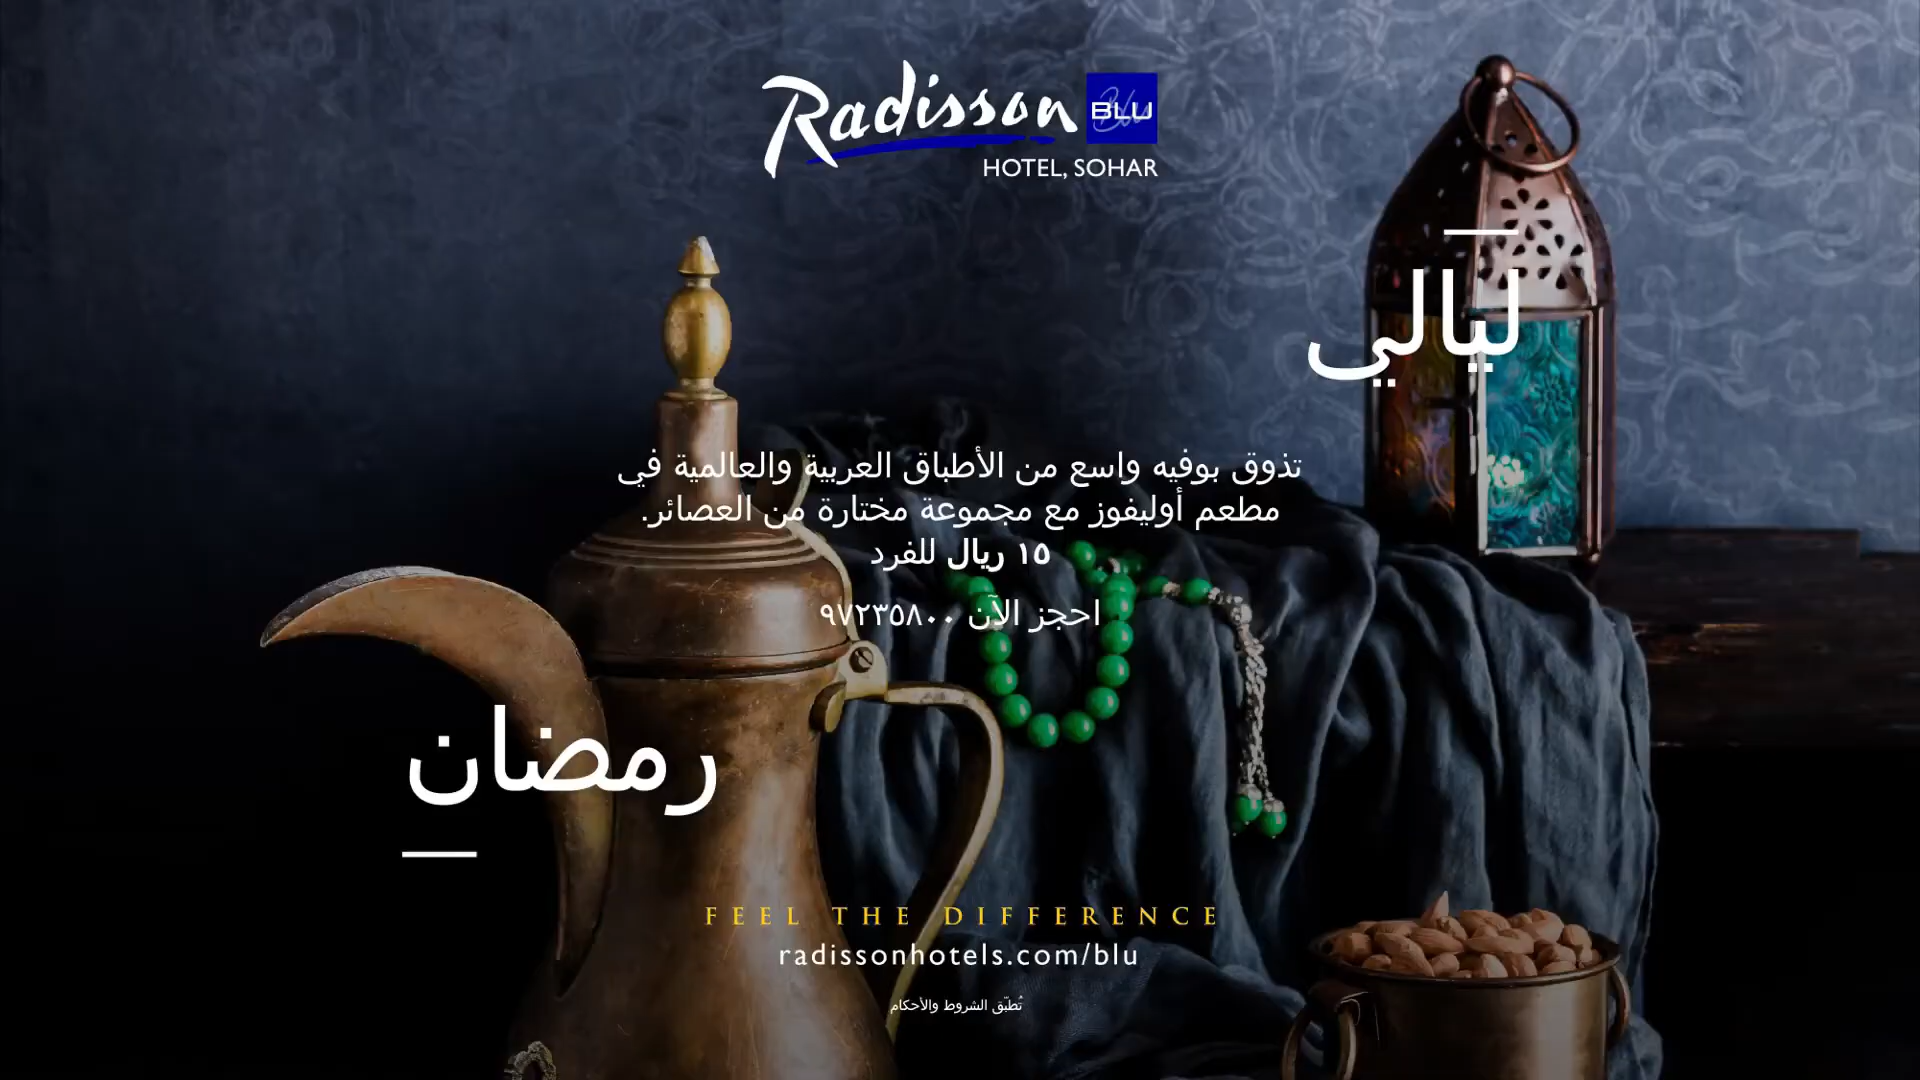 Radisson BLU
HOTEL, SOHAR
ليالي
تذوق بوفيه واسع من الأطباق العربية والعالمية في
مطعم أوليفوز مع مجموعة مختارة من العصائر.
١٥ ريال للفرد
احجز الآن ٩٧٢٣٥٨٠٠
رمضان
FEEL THE DIFFERENCE
radissonhotels.com/blu
تُطبّق الشروط والأحكام